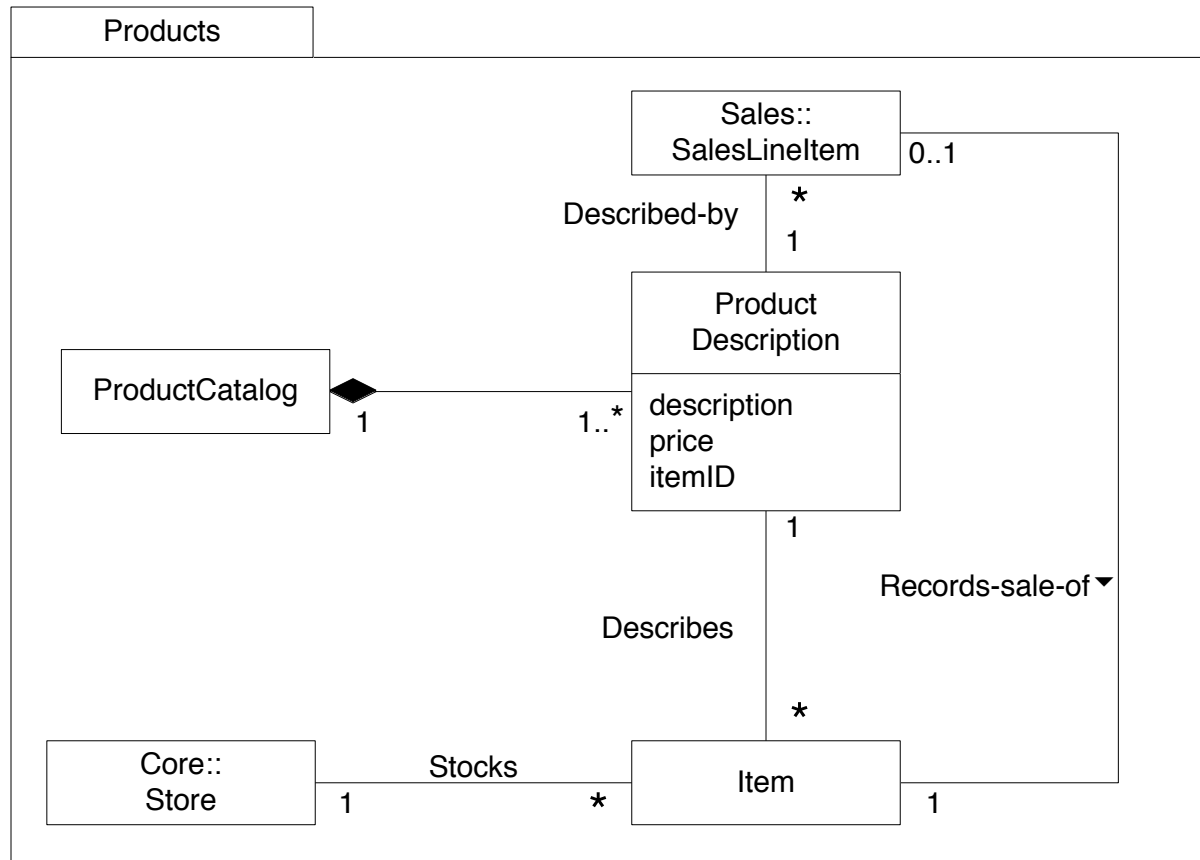 Products
Sales::
SalesLineItem
0..1
*
Described-by
1
Product
Description
ProductCatalog
1
1..*
description
price
itemID
1
Records-sale-of
Describes
*
Core::
Store
Stocks
1
*
Item
1